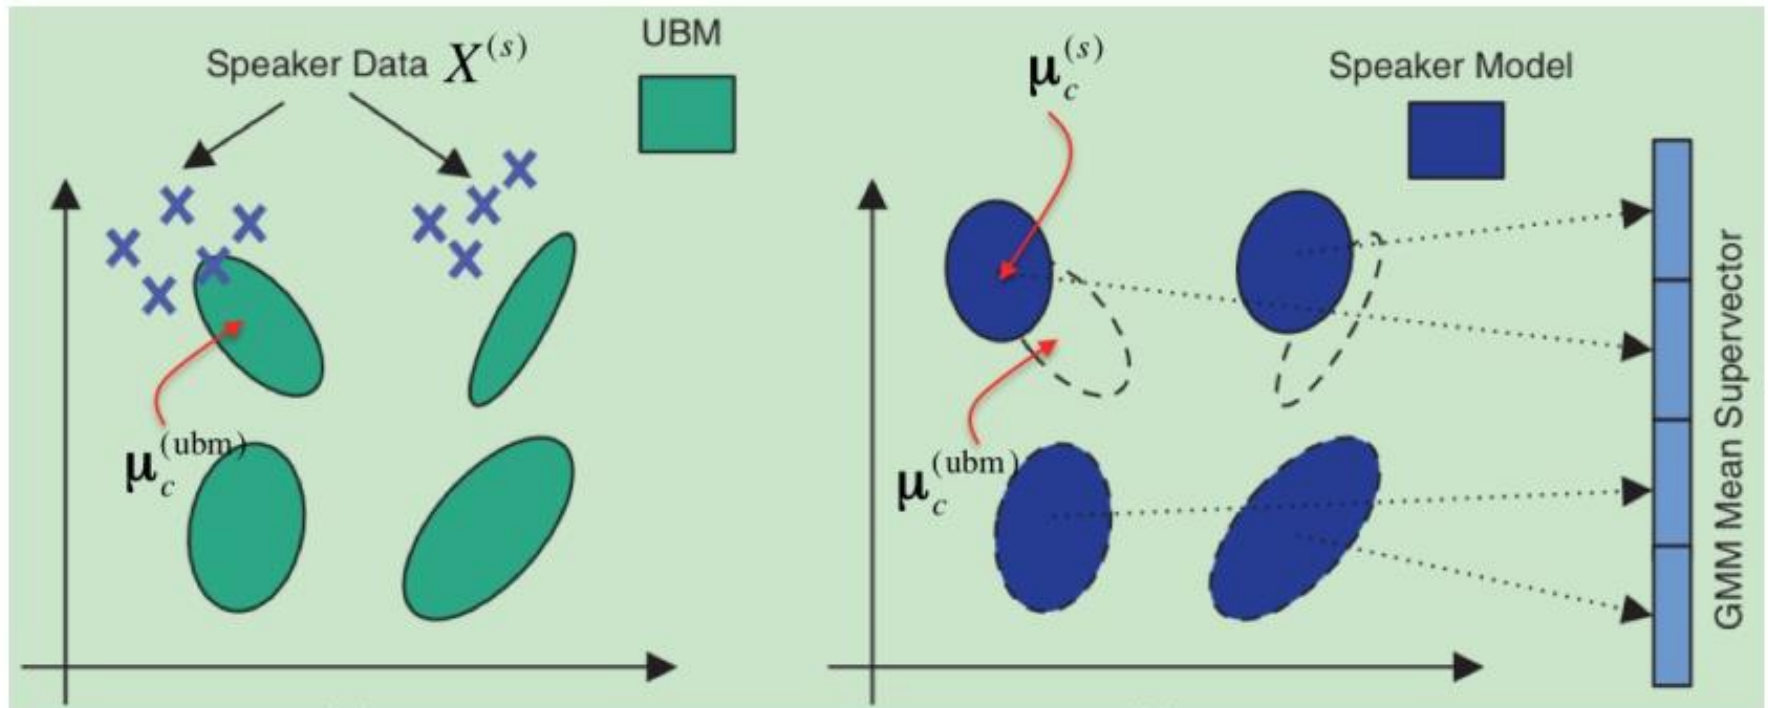 Speaker Data X^{(s)}
UBM
μ_c^{(ubm)}
μ_c^{(s)}
Speaker Model
μ_c^{(ubm)}
GMM Mean Supervector